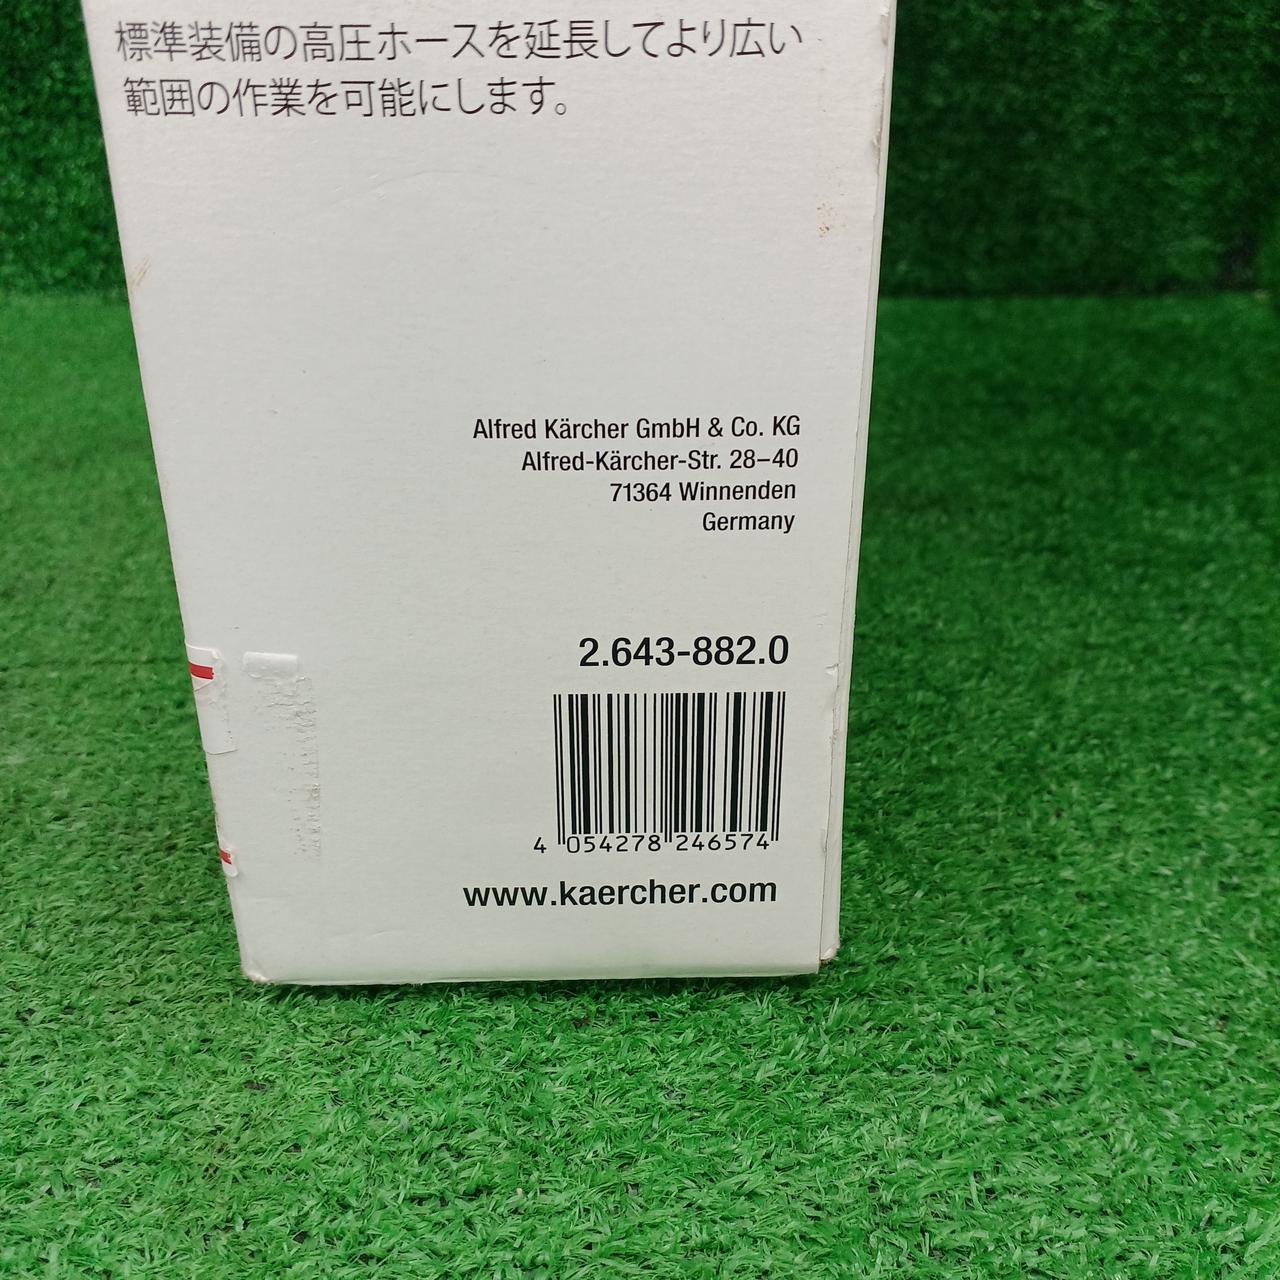 標準装備の高圧ホースを延長してより広い
範囲の作業を可能にします。
Alfred Kärcher GmbH & Co. KG
Alfred-Kärcher-Str. 28–40
71364 Winnenden
Germany
2.643-882.0
4 054278 246574
www.kaercher.com